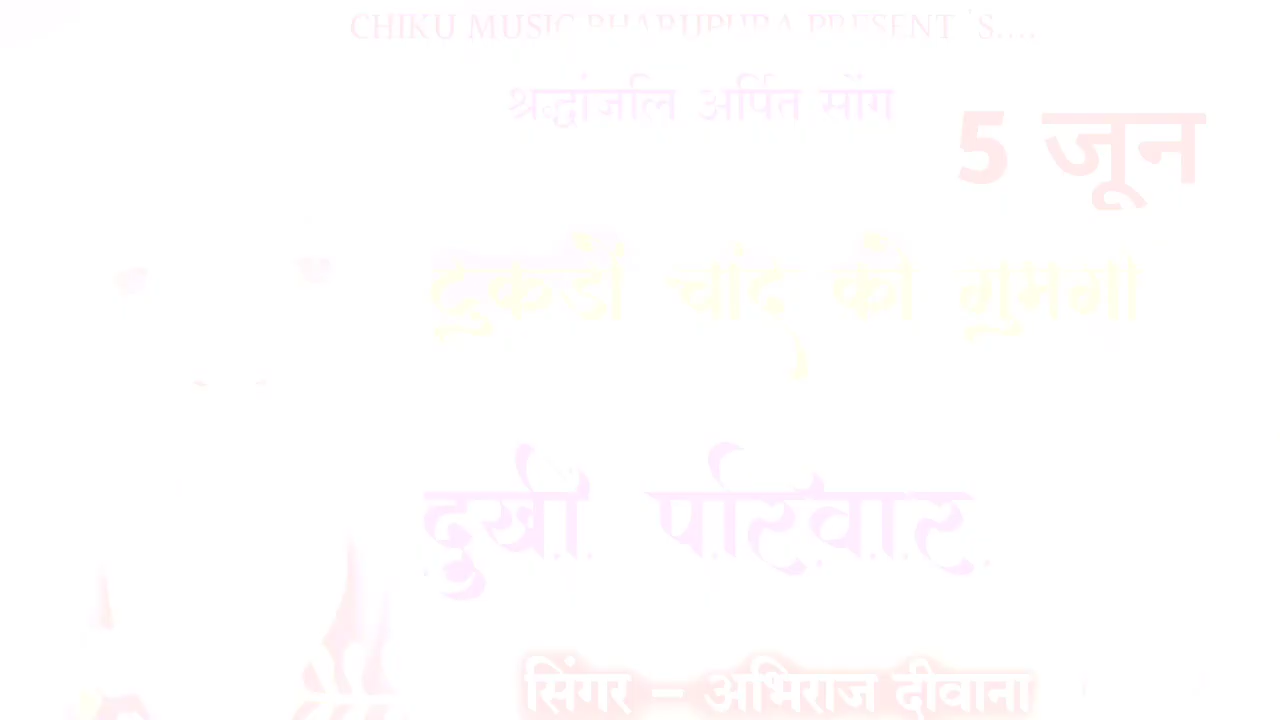 CHIKU MUSIC BHARUPURA PRESENT 'S....
श्रद्धांजलि अर्पित सोंग
5 जून
टुकडों चांद को गुमगो
दुखी परिवार
सिंगर – अभिराज दीवाना